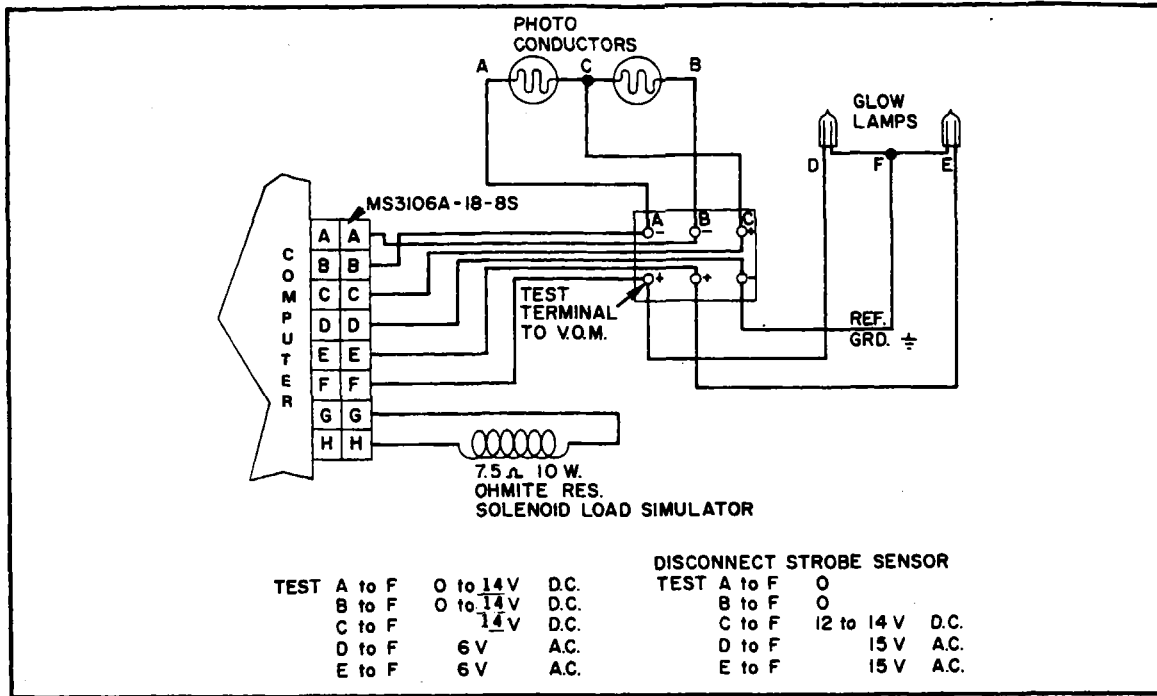 PHOTO
CONDUCTORS
A C B
GLOW
LAMPS
D F E
MS3106A-18-8S
COMPUTER
A A
B B
C C
D D
E E
F F
G G
H H
A B C
- - +
+ + -
TEST
TERMINAL
TO V.O.M.
REF.
GRD.
7.5 Ω 10 W.
OHMITE RES.
SOLENOID LOAD SIMULATOR
TEST A to F 0 to 14 V D.C.
B to F 0 to 14 V D.C.
C to F 14 V D.C.
D to F 6 V A.C.
E to F 6 V A.C.
DISCONNECT STROBE SENSOR
TEST A to F 0
B to F 0
C to F 12 to 14 V D.C.
D to F 15 V A.C.
E to F 15 V A.C.